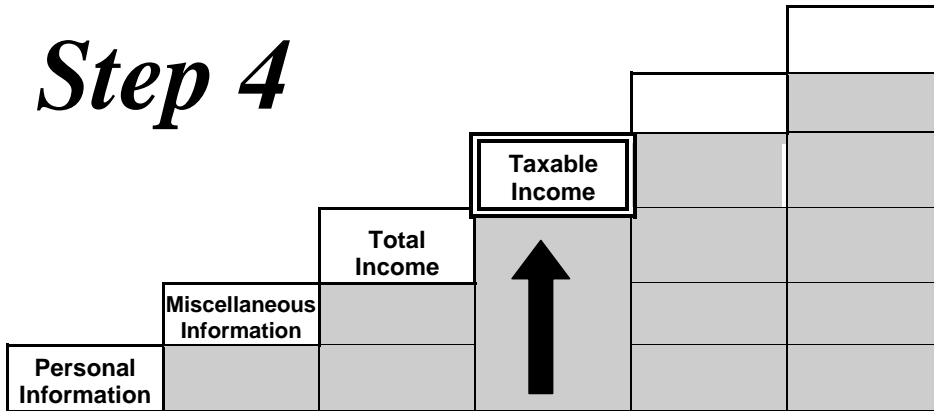 Step 4
Taxable
Income
Total
Income
Miscellaneous
Information
Personal
Information